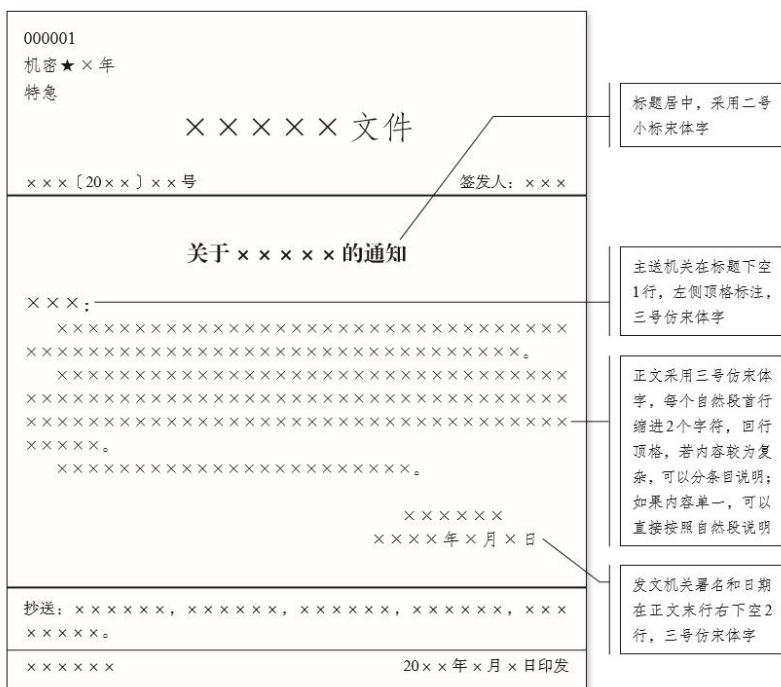 000001
机密★×年
特急
×××××文件
×××〔20××〕××号 签发人：×××
关于×××××的通知
×××：
×××××××××××××××××××××××××××××××××
××××××××××××××××××××××××××××××××。
×××××××××××××××××××××××××××××××××
×××××××××××××××××××××××××××××××××××
×××××××××××××××××××××××××××××××××××
×××××。
×××××××××××××××××××××××。
××××××
××××年×月×日
抄送：××××××，××××××，××××××，××××××，×××
×××××。
×××××× 20××年×月×日印发
标题居中，采用二号
小标宋体字
主送机关在标题下空
1行，左侧顶格标注，
三号仿宋体字
正文采用三号仿宋体
字，每个自然段首行
缩进2个字符，回行
顶格，若内容较为复
杂，可以分条目说明；
如果内容单一，可以
直接按照自然段说明
发文机关署名和日期
在正文末行右下空2
行，三号仿宋体字